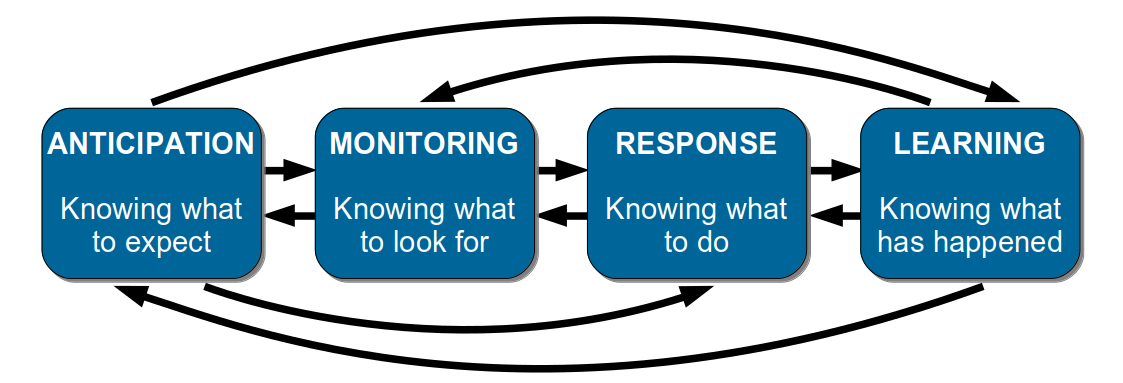 ANTICIPATION
Knowing what
to expect
MONITORING
Knowing what
to look for
RESPONSE
Knowing what
to do
LEARNING
Knowing what
has happened